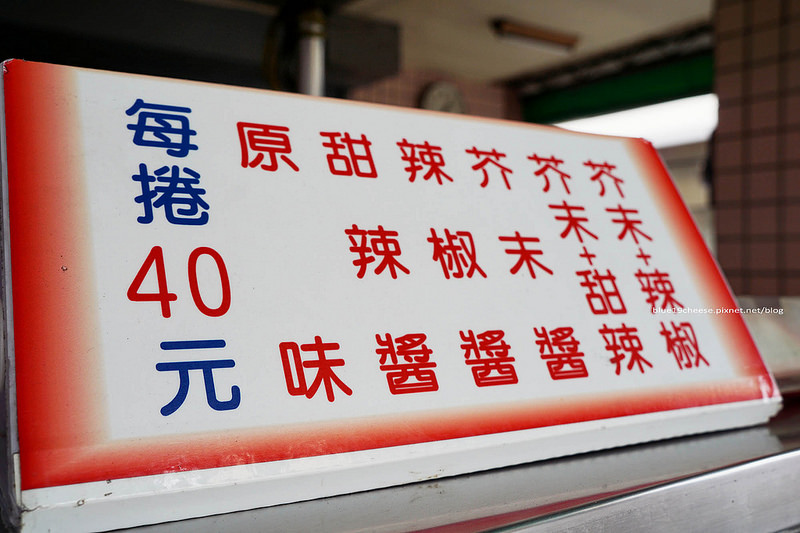 每捲40元
原味
甜辣醬
辣椒醬
芥末醬
芥末+甜辣
芥末+辣椒
blue19cheese.pixnet.net/blog